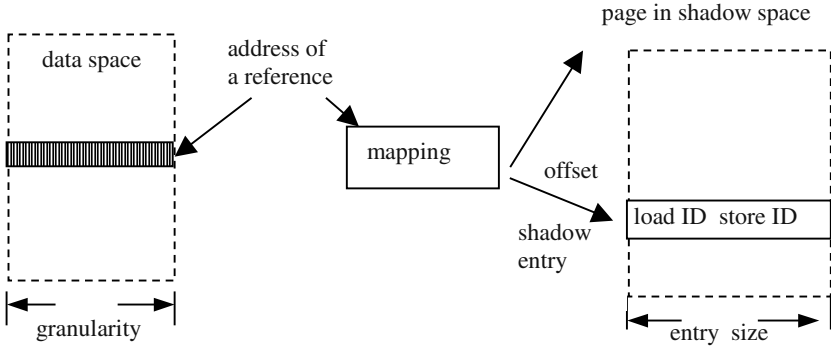 page in shadow space
address of
a reference
data space
mapping
offset
load ID store ID
shadow
entry
granularity
entry size